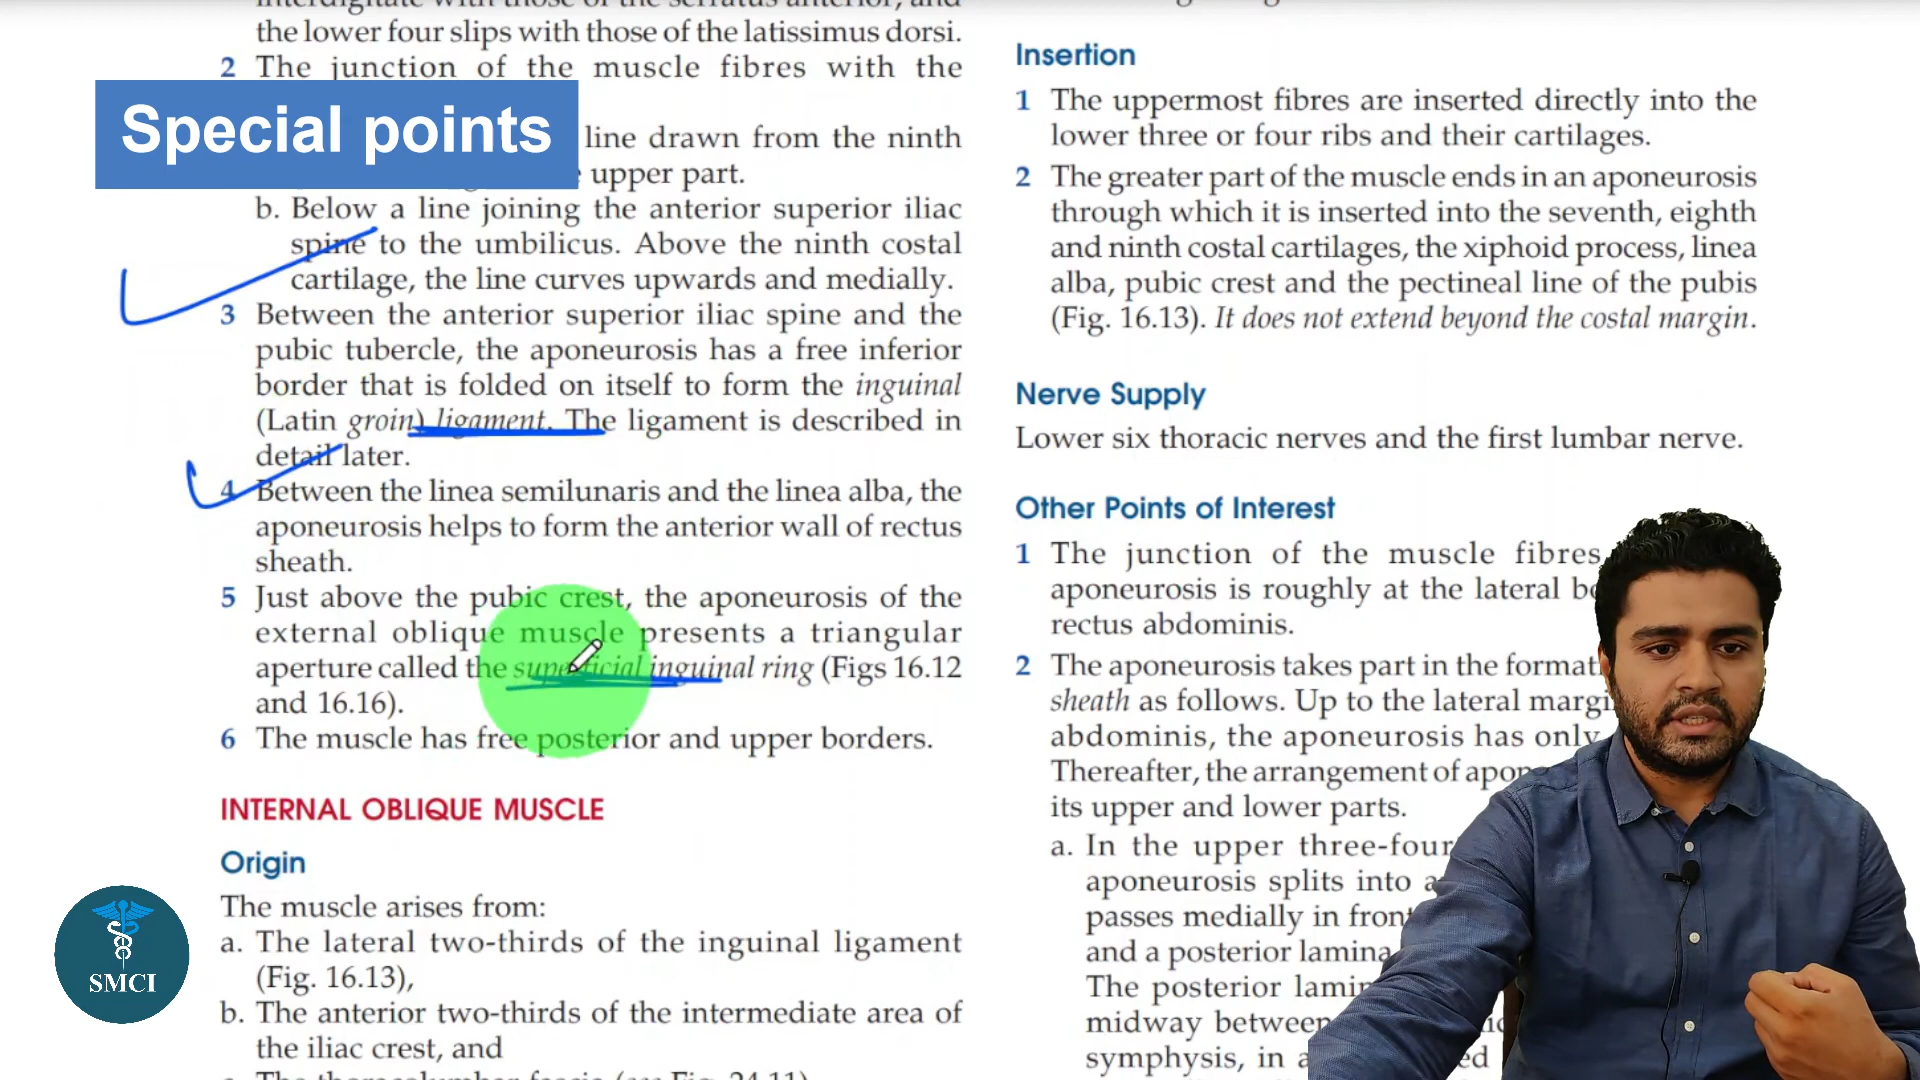 interdigitate with those of the serratus anterior, and
the lower four slips with those of the latissimus dorsi.
2 The junction of the muscle fibres with the
Special points
line drawn from the ninth
upper part.
b. Below a line joining the anterior superior iliac
spine to the umbilicus. Above the ninth costal
cartilage, the line curves upwards and medially.
3 Between the anterior superior iliac spine and the
pubic tubercle, the aponeurosis has a free inferior
border that is folded on itself to form the inguinal
(Latin groin) ligament. The ligament is described in
detail later.
4 Between the linea semilunaris and the linea alba, the
aponeurosis helps to form the anterior wall of rectus
sheath.
5 Just above the pubic crest, the aponeurosis of the
external oblique muscle presents a triangular
aperture called the superficial inguinal ring (Figs 16.12
and 16.16).
6 The muscle has free posterior and upper borders.
INTERNAL OBLIQUE MUSCLE
Origin
The muscle arises from:
a. The lateral two-thirds of the inguinal ligament
(Fig. 16.13),
b. The anterior two-thirds of the intermediate area of
the iliac crest, and
SMCI
Insertion
1 The uppermost fibres are inserted directly into the
lower three or four ribs and their cartilages.
2 The greater part of the muscle ends in an aponeurosis
through which it is inserted into the seventh, eighth
and ninth costal cartilages, the xiphoid process, linea
alba, pubic crest and the pectineal line of the pubis
(Fig. 16.13). It does not extend beyond the costal margin.
Nerve Supply
Lower six thoracic nerves and the first lumbar nerve.
Other Points of Interest
1 The junction of the muscle fibres
aponeurosis is roughly at the lateral
rectus abdominis.
2 The aponeurosis takes part in the
sheath as follows. Up to the lateral
abdominis, the aponeurosis has only
Thereafter, the arrangement of
its upper and lower parts.
a. In the upper
aponeurosis splits into
passes medially in
and a posterior lamina
The posterior
midway between
symphysis, in